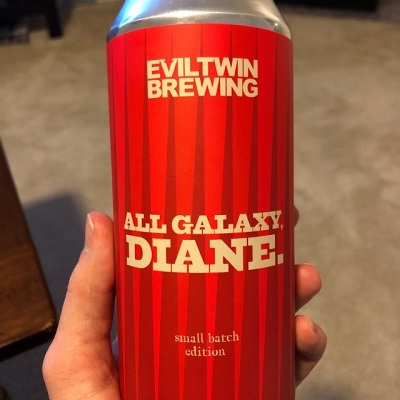 EVILTWIN
BREWING
ALL GALAXY,
DIANE.
small batch
edition